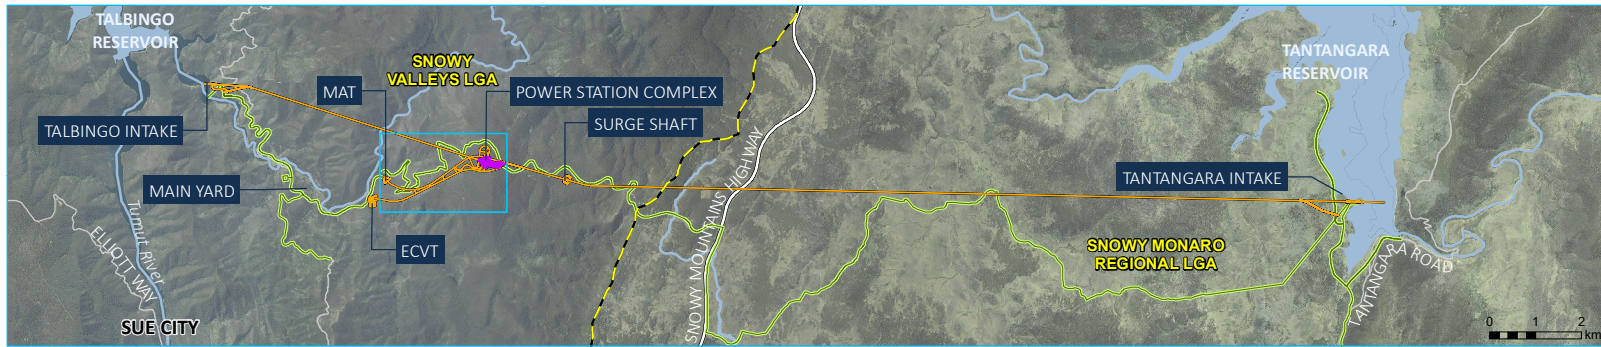 TALBINGO
RESERVOIR
SNOWY
VALLEYS LGA
MAT
POWER STATION COMPLEX
SURGE SHAFT
TALBINGO INTAKE
MAIN YARD
ECVT
Tumut River
ELLIOTT WAY
SUE CITY
SNOWY MOUNTAINS HIGHWAY
TANTANGARA
RESERVOIR
TANTANGARA INTAKE
SNOWY MONARO
REGIONAL LGA
TANTANGARA ROAD
0 1 2
km